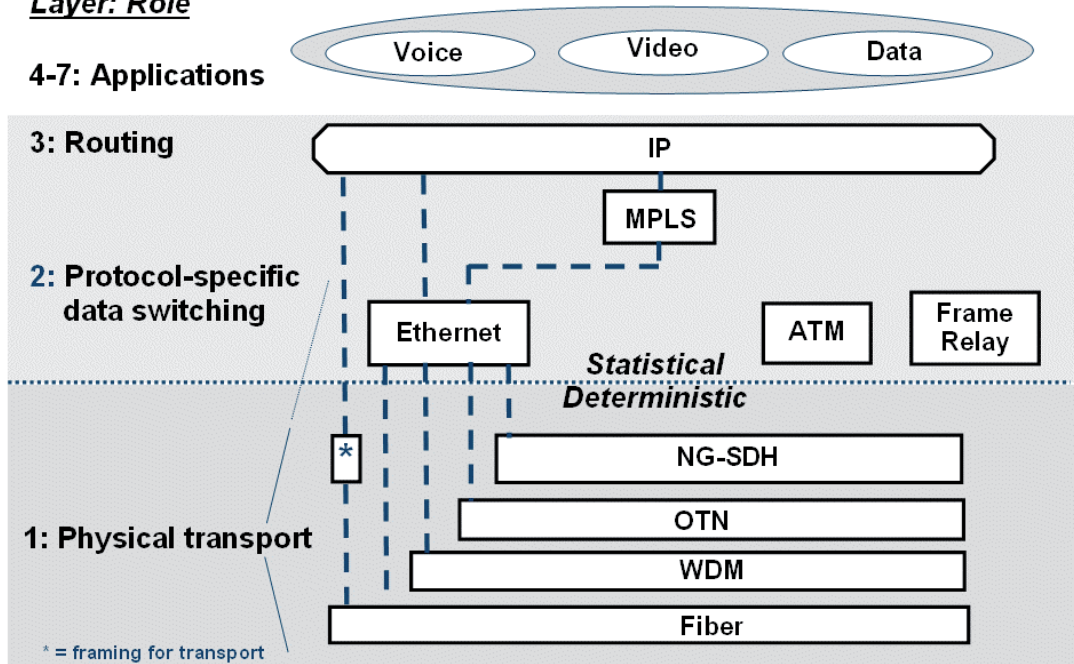 Layer: Role
Voice
Video
Data
4-7: Applications
3: Routing
IP
MPLS
2: Protocol-specific
data switching
Ethernet
ATM
Frame
Relay
Statistical
Deterministic
*
NG-SDH
OTN
1: Physical transport
WDM
Fiber
* = framing for transport